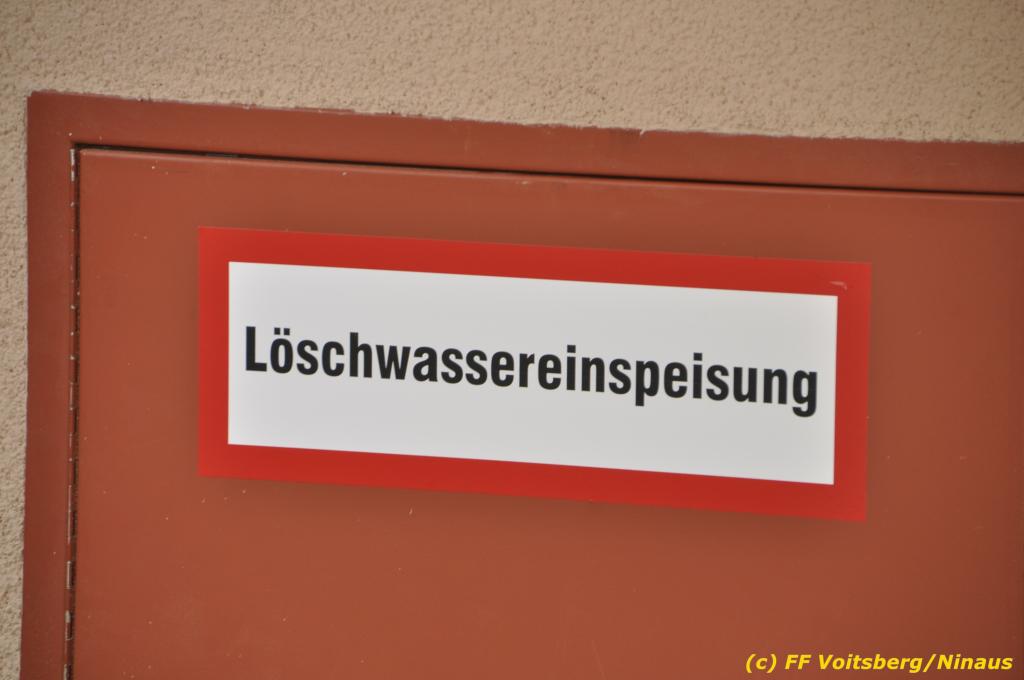 Löschwassereinspeisung
(c) FF Voitsberg/Ninaus